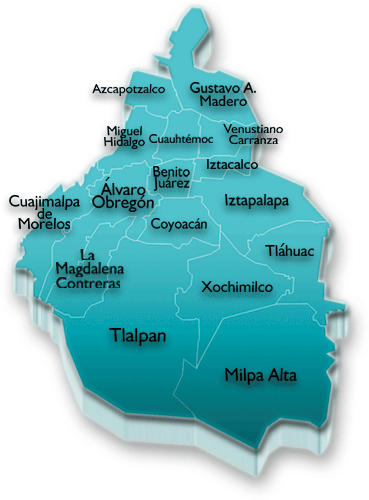 Azcapotzalco
Gustavo A.
Madero
Miguel
Hidalgo
Cuauhtémoc
Venustiano
Carranza
Iztacalco
Benito
Juárez
Álvaro
Obregón
Cuajimalpa
de
Morelos
Iztapalapa
Coyoacán
Tláhuac
La
Magdalena
Contreras
Xochimilco
Tlalpan
Milpa Alta